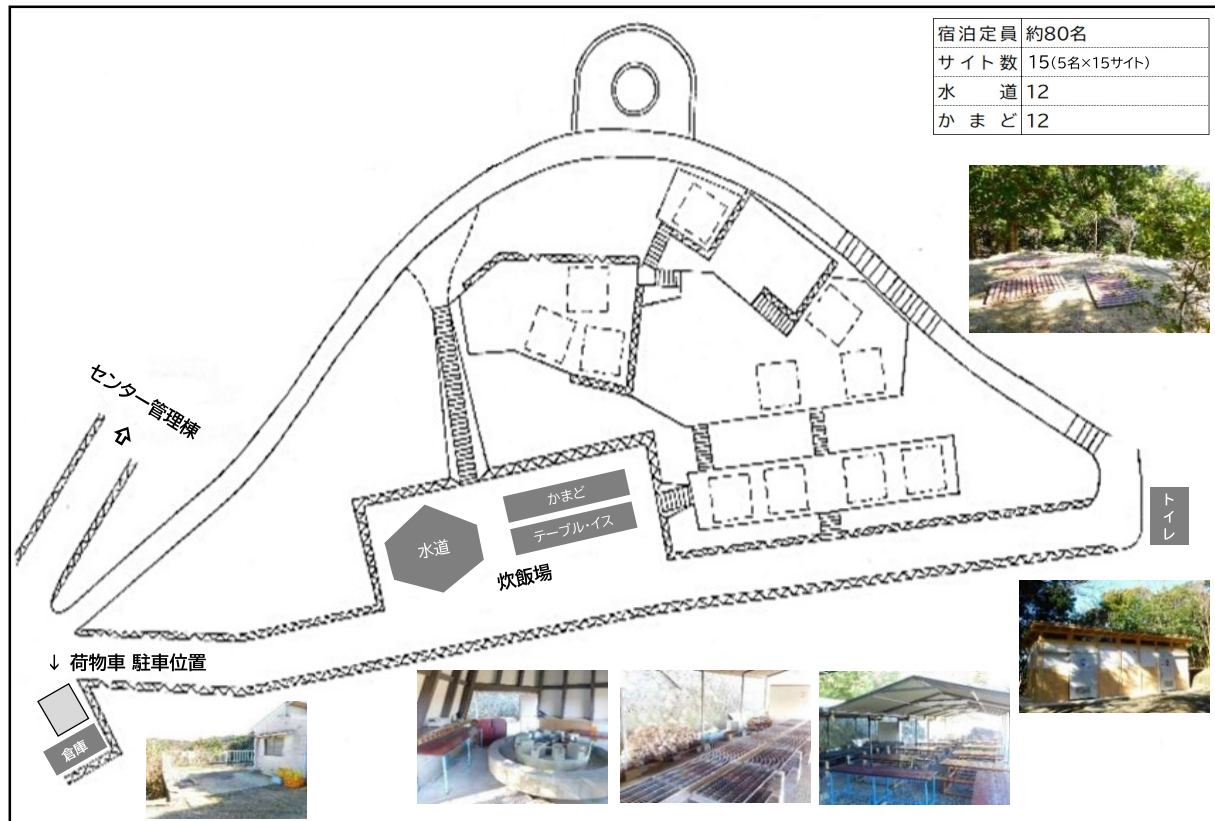 宿泊定員 約80名
サイト数 15(5名×15サイト)
水道 12
かまど 12
センター管理棟
かまど
テーブル・イス
水道
炊飯場
トイレ
↓ 荷物車 駐車位置
倉庫